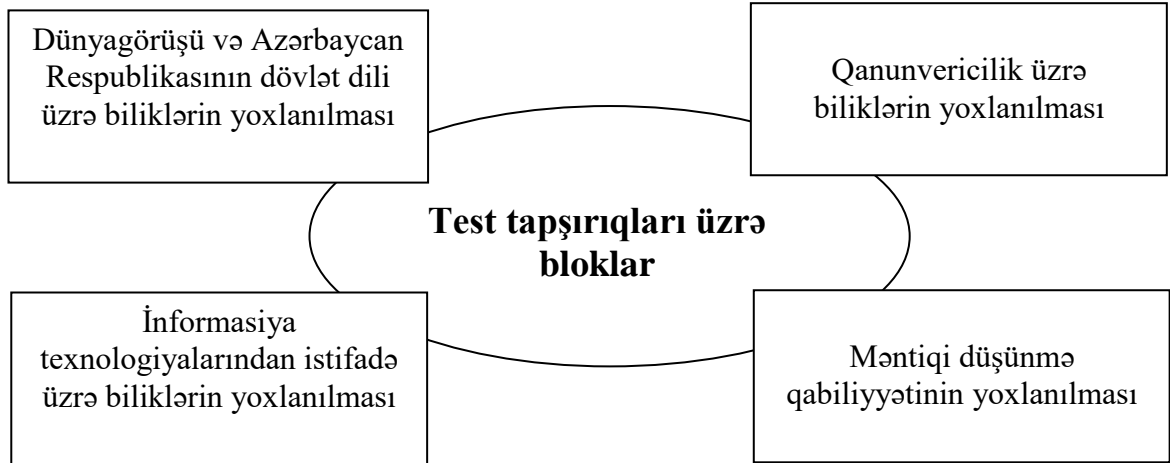 Dünyagörüşü və Azərbaycan
Respublikasının dövlət dili
üzrə biliklərin yoxlanılması
Qanunvericilik üzrə
biliklərin yoxlanılması
Test tapşırıqları üzrə
bloklar
İnformasiya
texnologiyalarından istifadə
üzrə biliklərin yoxlanılması
Məntiqi düşünmə
qabiliyyətinin yoxlanılması